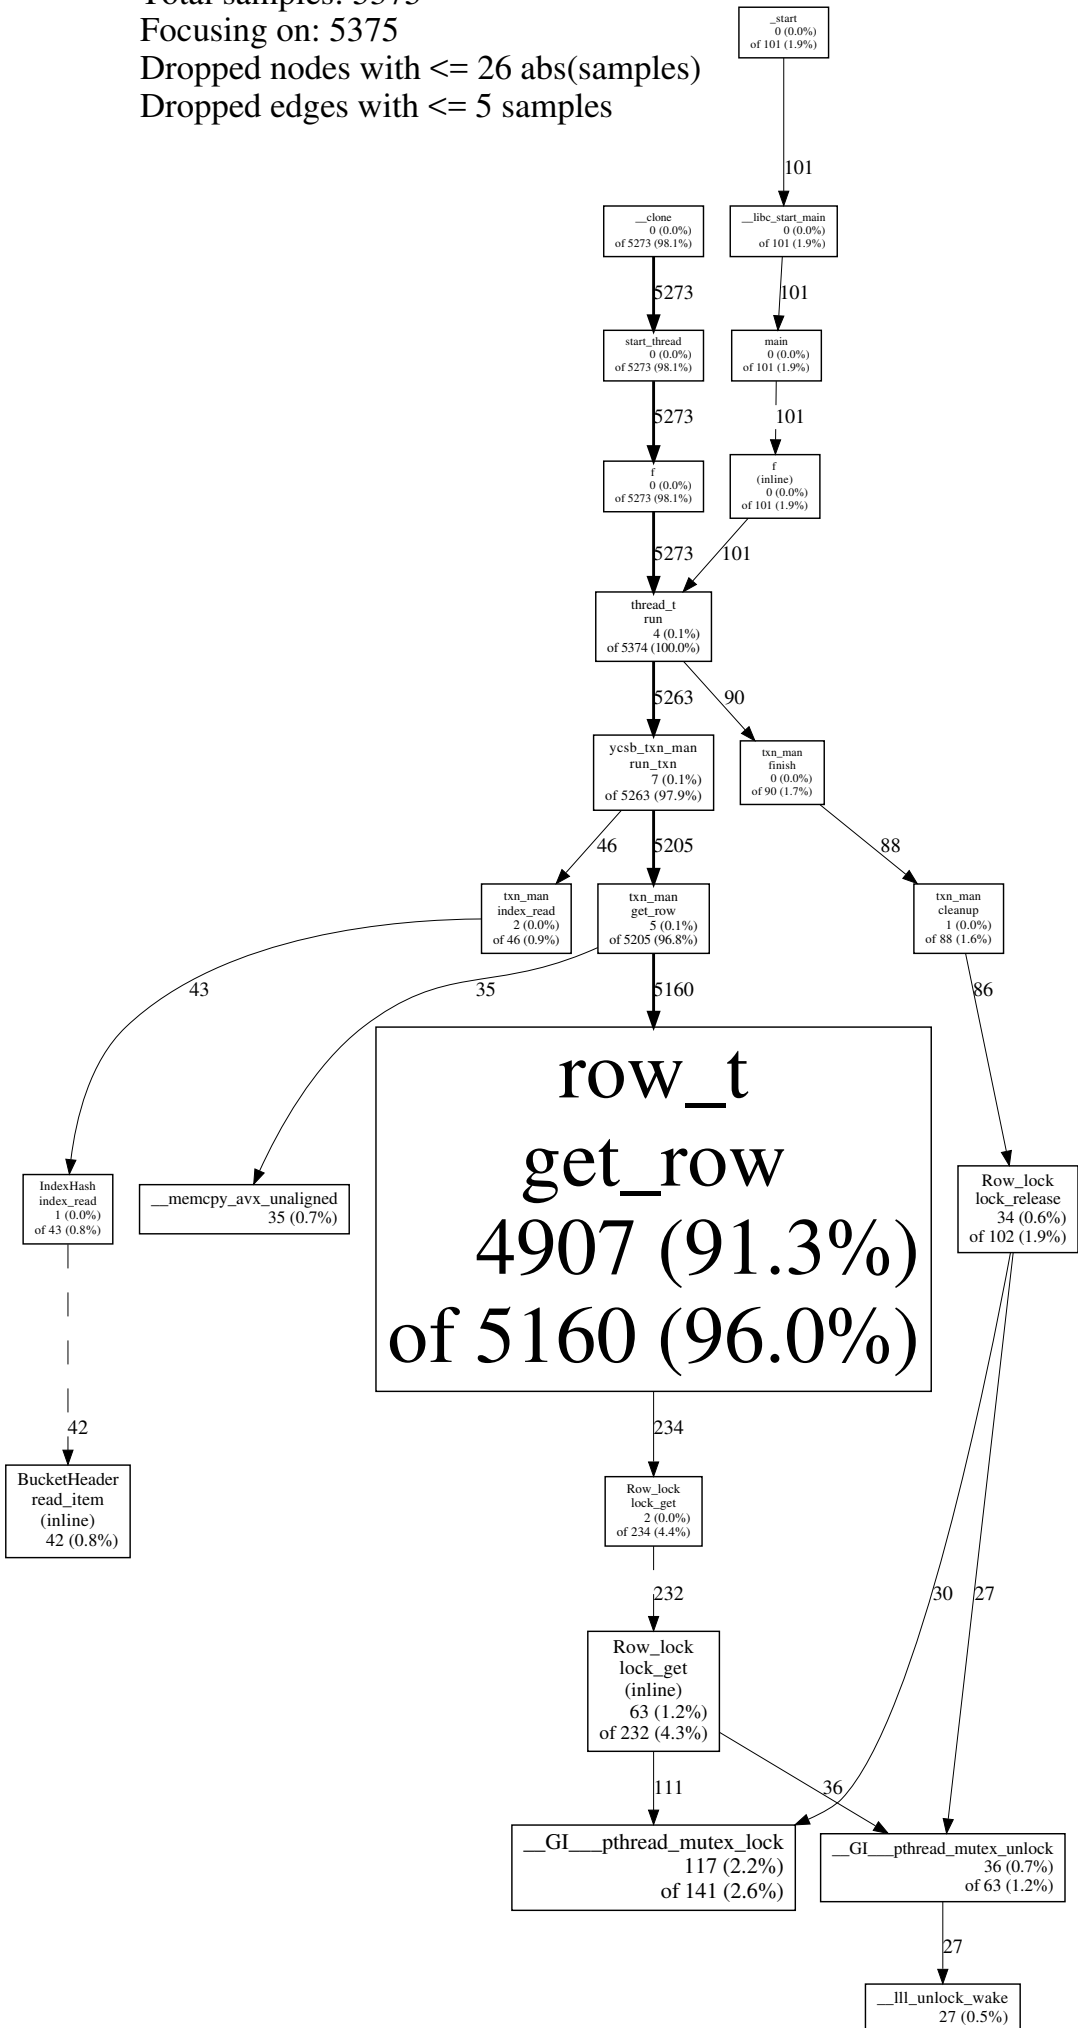 Total samples: 5375
Focusing on: 5375
Dropped nodes with <= 26 abs(samples)
Dropped edges with <= 5 samples
_start
0 (0.0%)
of 101 (1.9%)
101
__clone
0 (0.0%)
of 5273 (98.1%)
__libc_start_main
0 (0.0%)
of 101 (1.9%)
5273
101
start_thread
0 (0.0%)
of 5273 (98.1%)
main
0 (0.0%)
of 101 (1.9%)
5273
101
f
0 (0.0%)
of 5273 (98.1%)
f
(inline)
0 (0.0%)
of 101 (1.9%)
5273
101
thread_t
run
4 (0.1%)
of 5374 (100.0%)
5263
90
ycsb_txn_man
run_txn
7 (0.1%)
of 5263 (97.9%)
txn_man
finish
0 (0.0%)
of 90 (1.7%)
46
5205
88
txn_man
index_read
2 (0.0%)
of 46 (0.9%)
txn_man
get_row
5 (0.1%)
of 5205 (96.8%)
txn_man
cleanup
1 (0.0%)
of 88 (1.6%)
43
35
5160
86
row_t
get_row
4907 (91.3%)
of 5160 (96.0%)
IndexHash
index_read
1 (0.0%)
of 43 (0.8%)
__memcpy_avx_unaligned
35 (0.7%)
Row_lock
lock_release
34 (0.6%)
of 102 (1.9%)
42
234
BucketHeader
read_item
(inline)
42 (0.8%)
Row_lock
lock_get
2 (0.0%)
of 234 (4.4%)
232
30
27
Row_lock
lock_get
(inline)
63 (1.2%)
of 232 (4.3%)
111
36
__GI___pthread_mutex_lock
117 (2.2%)
of 141 (2.6%)
__GI___pthread_mutex_unlock
36 (0.7%)
of 63 (1.2%)
27
__lll_unlock_wake
27 (0.5%)